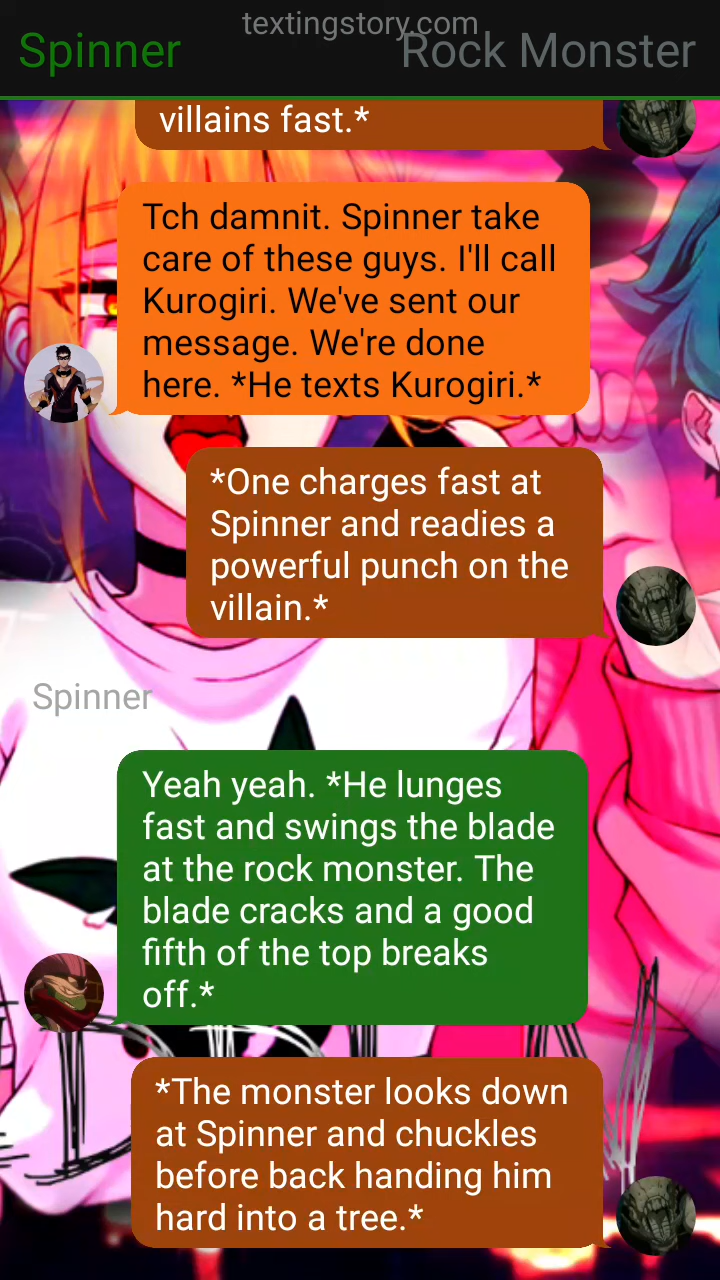 textingstory.com
Spinner
Rock Monster
villains fast.*
Tch damnit. Spinner take
care of these guys. I'll call
Kurogiri. We've sent our
message. We're done
here. *He texts Kurogiri.*
*One charges fast at
Spinner and readies a
powerful punch on the
villain.*
Spinner
Yeah yeah. *He lunges
fast and swings the blade
at the rock monster. The
blade cracks and a good
fifth of the top breaks
off.*
*The monster looks down
at Spinner and chuckles
before back handing him
hard into a tree.*